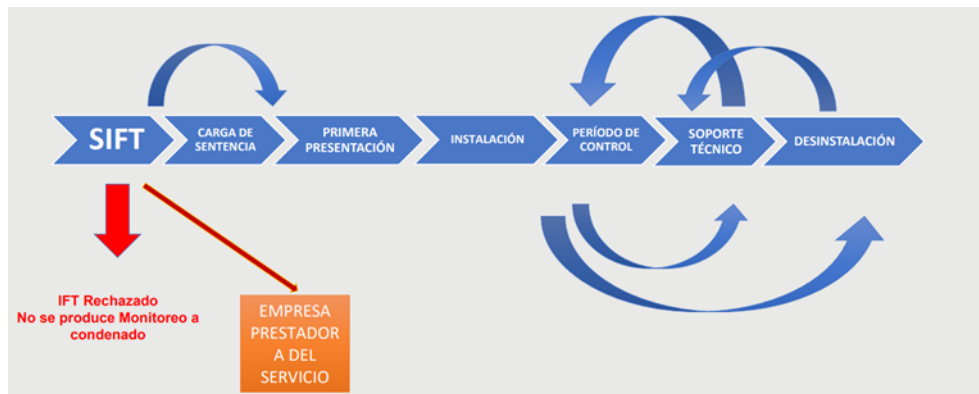 SIFT
CARGA DE
SENTENCIA
PRIMERA
PRESENTACIÓN
INSTALACIÓN
PERÍODO DE
CONTROL
SOPORTE
TÉCNICO
DESINSTALACIÓN
IFT Rechazado
No se produce Monitoreo a
condenado
EMPRESA
PRESTADOR
A DEL
SERVICIO